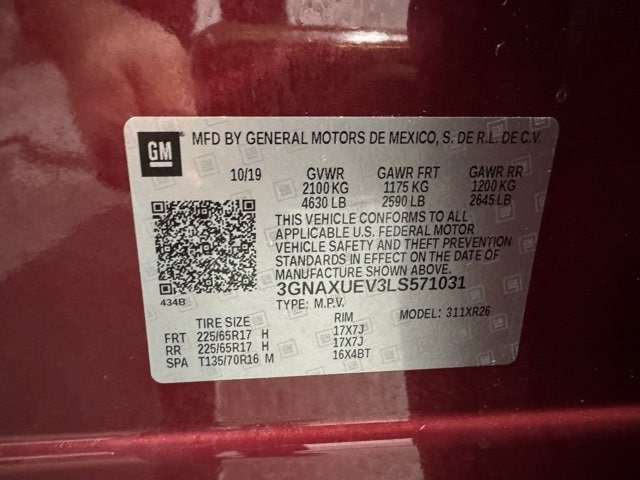 GM MFD BY GENERAL MOTORS DE MEXICO, S. DE R.L. DE C.V.
10/19 GVWR GAWR FRT GAWR RR
2100 KG 1175 KG 1200 KG
4630 LB 2590 LB 2645 LB
THIS VEHICLE CONFORMS TO ALL
APPLICABLE U.S. FEDERAL MOTOR
VEHICLE SAFETY AND THEFT PREVENTION
STANDARDS IN EFFECT ON THE DATE OF
MANUFACTURE SHOWN ABOVE.
3GNAXUEV3LS571031
434B
TYPE: M.P.V. MODEL: 311XR26
TIRE SIZE RIM
FRT 225/65R17 H 17X7J
RR 225/65R17 H 17X7J
SPA T135/70R16 M 16X4BT